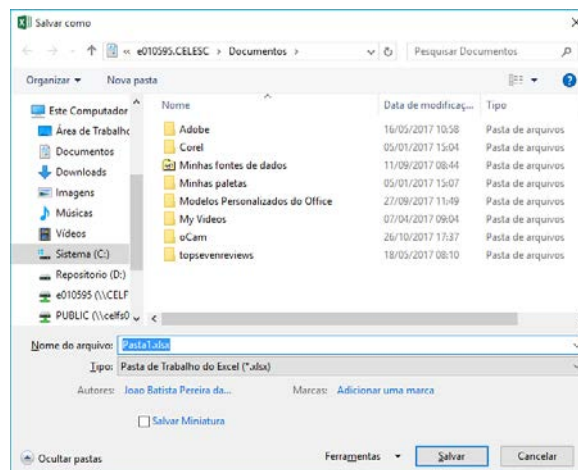 Salvar como
« e010595.CELESC > Documentos >
Pesquisar Documentos
Organizar
Nova pasta
Este Computador
Área de Trabalho
Documentos
Downloads
Imagens
Músicas
Vídeos
Sistema (C:)
Repositorio (D:)
e010595 (\\CELF
PUBLIC (\\celfs0
Nome Data de modificaç... Tipo
Adobe 16/05/2017 10:58 Pasta de arquivos
Corel 05/01/2017 15:04 Pasta de arquivos
Minhas fontes de dados 11/09/2017 08:44 Pasta de arquivos
Minhas paletas 05/01/2017 15:07 Pasta de arquivos
Modelos Personalizados do Office 27/09/2017 11:49 Pasta de arquivos
My Videos 07/04/2017 09:04 Pasta de arquivos
oCam 26/10/2017 17:37 Pasta de arquivos
topsevenreviews 18/05/2017 08:10 Pasta de arquivos
Nome do arquivo: Pasta1.xlsx
Tipo: Pasta de Trabalho do Excel (*.xlsx)
Autores: Joao Batista Pereira da... Marcas: Adicionar uma marca
Salvar Miniatura
Ocultar pastas Ferramentas Salvar Cancelar